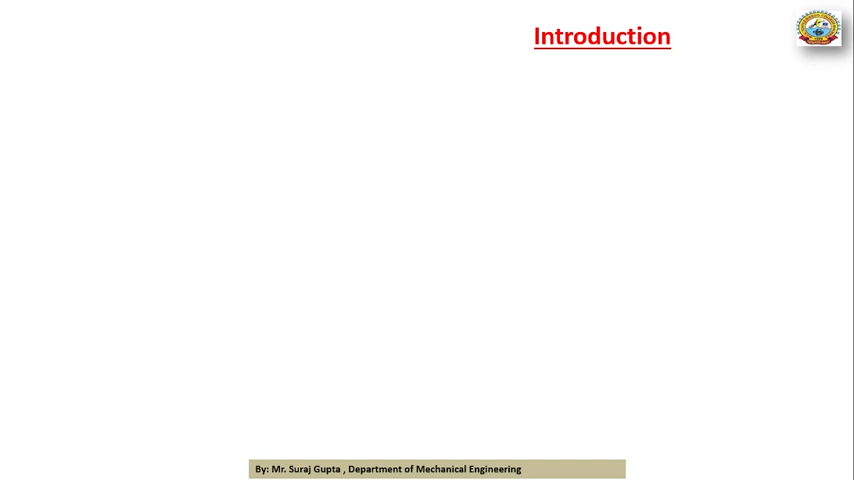 Introduction
By: Mr. Suraj Gupta , Department of Mechanical Engineering